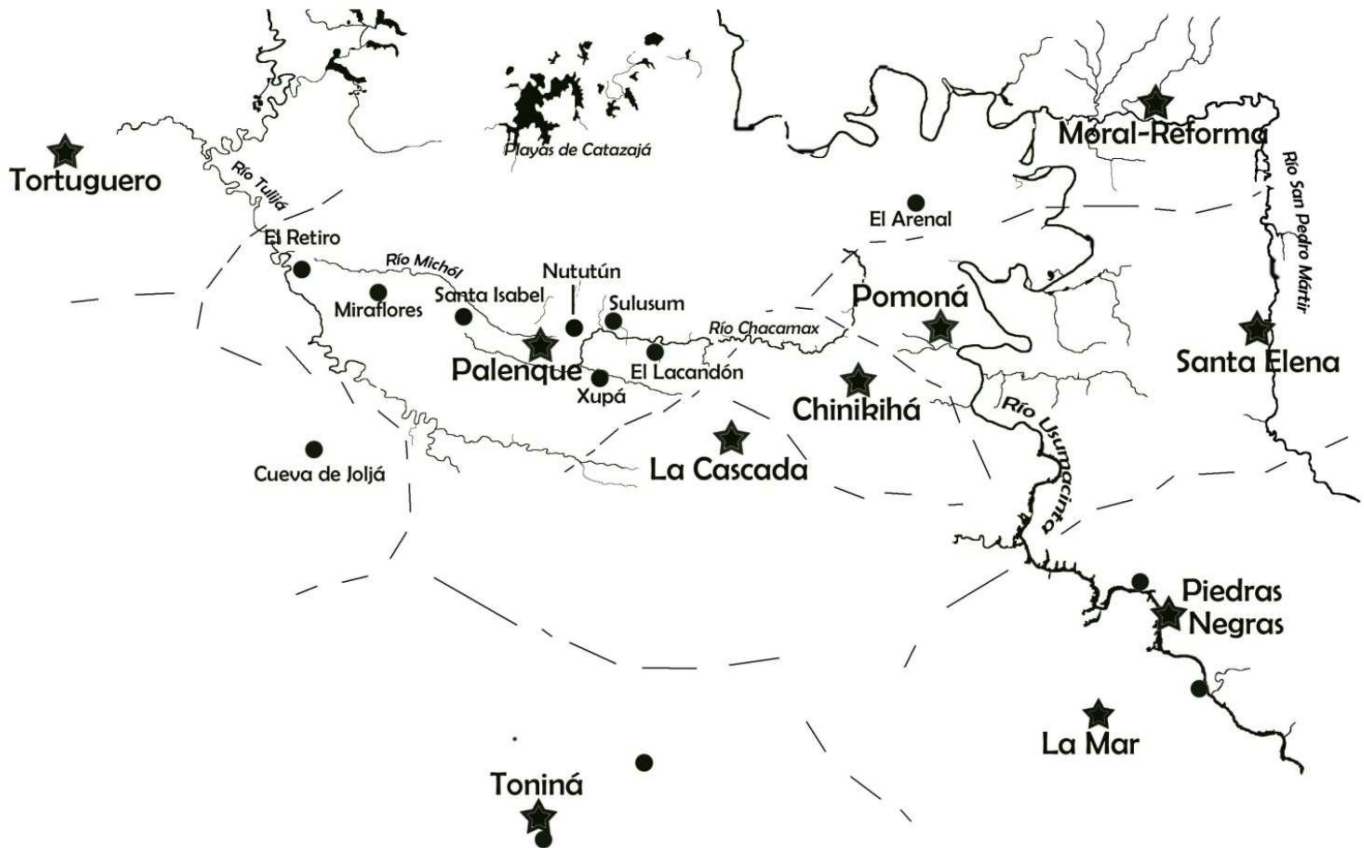 Playas de Catazajá
Moral-Reforma
Tortuguero
Río Tulijá
Río San Pedro Mártir
El Arenal
El Retiro
Río Michól
Nututún
Miraflores
Santa Isabel
Sulusum
Pomoná
Río Chacamax
Palenque
El Lacandón
Santa Elena
Xupá
Chinikihá
Río Usumacinta
Cueva de Joljá
La Cascada
Piedras
Negras
La Mar
Toniná